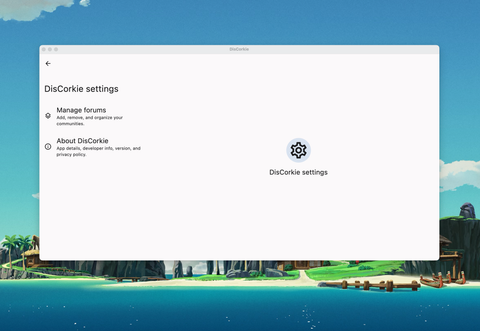 DisCorkie
DisCorkie settings
Manage forums
Add, remove, and organize your
communities.
About DisCorkie
App details, developer info, version, and
privacy policy.
DisCorkie settings